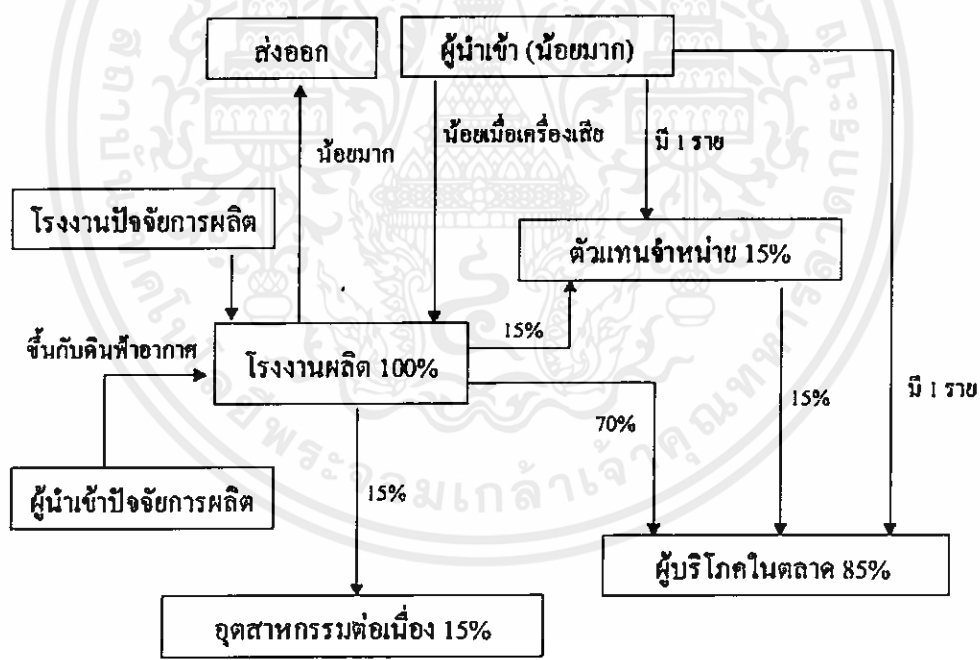 ส่งออก
ผู้นำเข้า (น้อยมาก)
น้อยมาก
น้อยเมื่อเครื่องเสีย
มี 1 ราย
โรงงานปัจจัยการผลิต
ตัวแทนจำหน่าย 15%
ขึ้นกับดินฟ้าอากาศ
โรงงานผลิต 100%
15%
70%
15%
มี 1 ราย
ผู้นำเข้าปัจจัยการผลิต
15%
ผู้บริโภคในตลาด 85%
อุตสาหกรรมต่อเนื่อง 15%